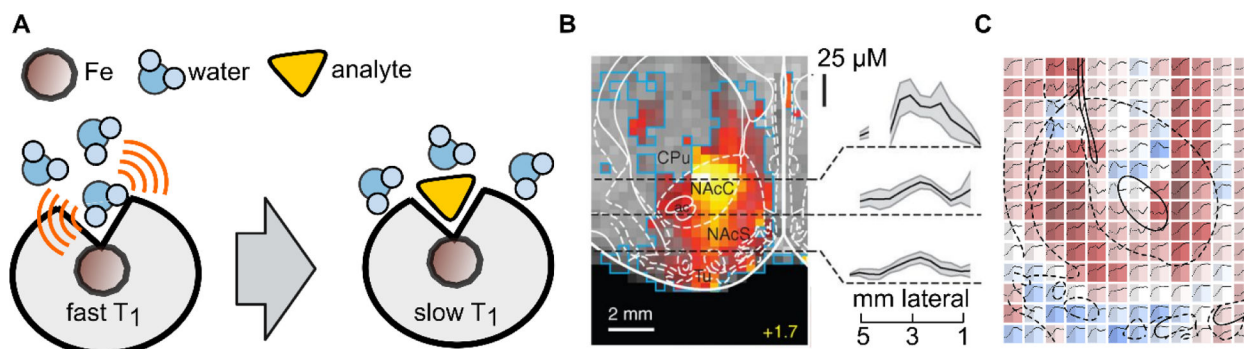 A
Fe
water
analyte
fast T1
slow T1
B
25 µM
CPu
NAcC
ac
NAcS
Tu
2 mm
+1.7
mm lateral
5 3 1
C